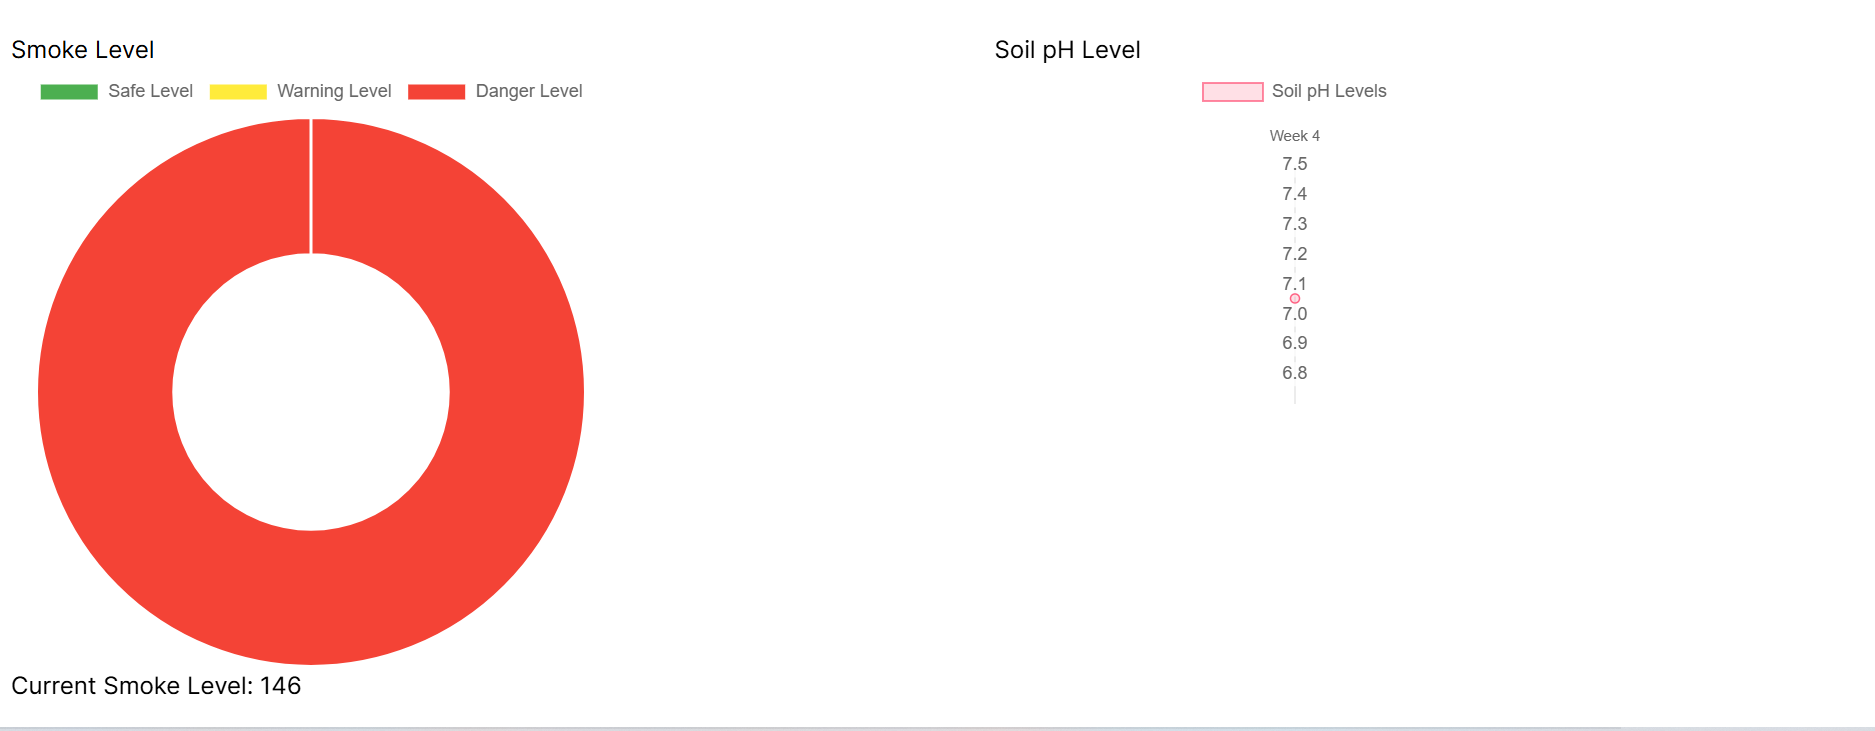 Smoke Level
Safe Level Warning Level Danger Level
Current Smoke Level: 146
Soil pH Level
Soil pH Levels
Week 4
7.5
7.4
7.3
7.2
7.1
7.0
6.9
6.8